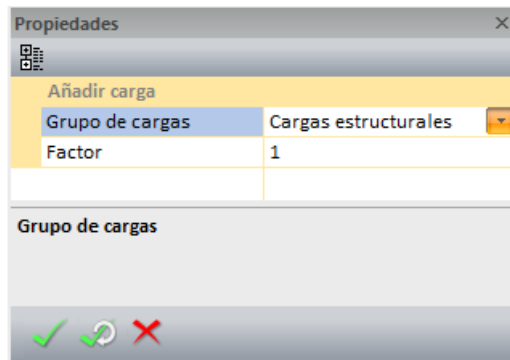 Propiedades
Añadir carga
Grupo de cargas Cargas estructurales
Factor 1
Grupo de cargas